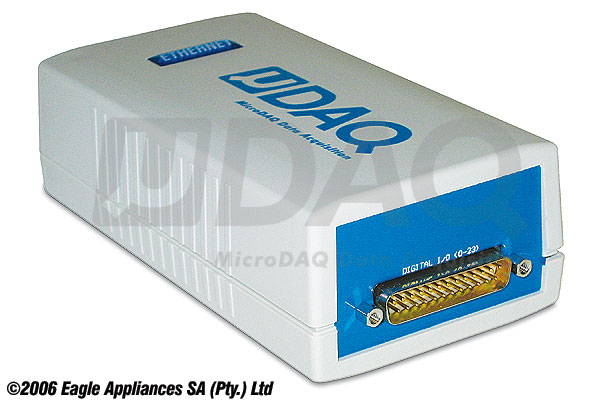 ETHERNET
µDAQ
MicroDAQ Data Acquisition
µDAQ
MicroDAQ Data
DIGITAL I/O (0-23)
©2006 Eagle Appliances SA (Pty.) Ltd